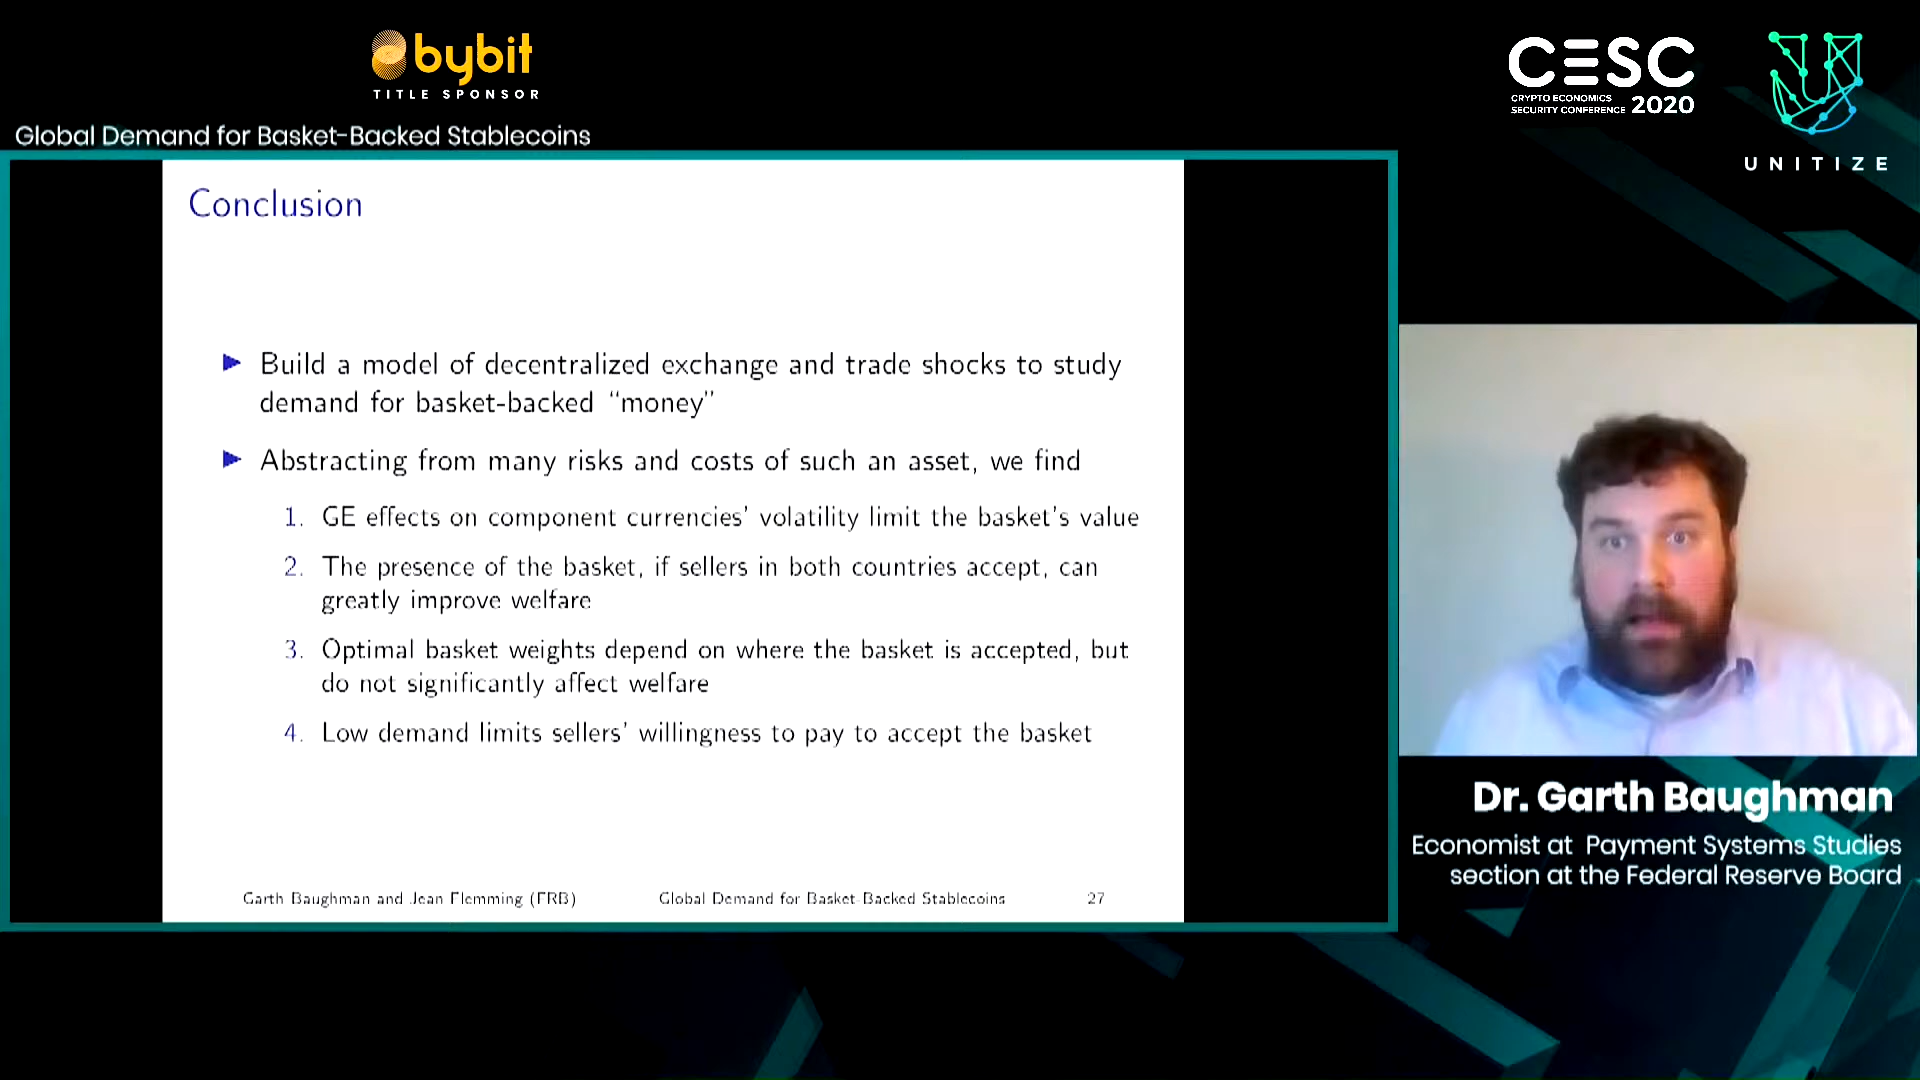 bybit
TITLE SPONSOR
CESC
CRYPTO ECONOMICS
SECURITY CONFERENCE 2020
UNITIZE
Global Demand for Basket-Backed Stablecoins
Conclusion
Build a model of decentralized exchange and trade shocks to study
demand for basket-backed “money”
Abstracting from many risks and costs of such an asset, we find
1. GE effects on component currencies' volatility limit the basket's value
2. The presence of the basket, if sellers in both countries accept, can
greatly improve welfare
3. Optimal basket weights depend on where the basket is accepted, but
do not significantly affect welfare
4. Low demand limits sellers' willingness to pay to accept the basket
Garth Baughman and Jean Flemming (FRB) Global Demand for Basket-Backed Stablecoins 27
Dr. Garth Baughman
Economist at Payment Systems Studies
section at the Federal Reserve Board